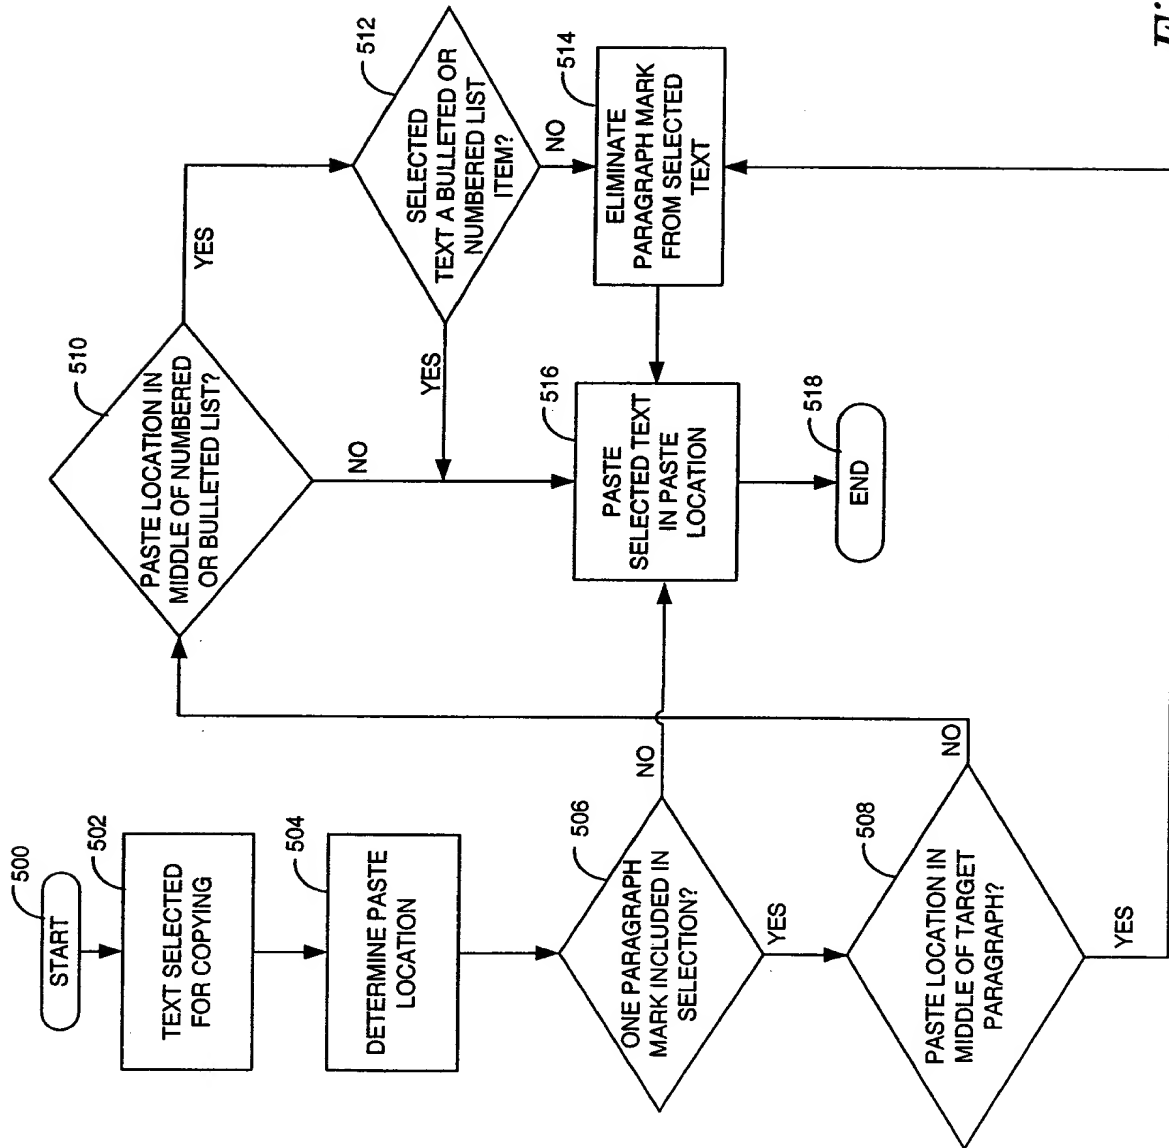 500
START
502
TEXT SELECTED
FOR COPYING
504
DETERMINE PASTE
LOCATION
506
ONE PARAGRAPH
MARK INCLUDED IN
SELECTION?
NO
YES
508
PASTE LOCATION IN
MIDDLE OF TARGET
PARAGRAPH?
NO
YES
510
PASTE LOCATION IN
MIDDLE OF NUMBERED
OR BULLETED LIST?
YES
NO
512
SELECTED
TEXT A BULLETED OR
NUMBERED LIST
ITEM?
YES
NO
514
ELIMINATE
PARAGRAPH MARK
FROM SELECTED
TEXT
516
PASTE
SELECTED TEXT
IN PASTE
LOCATION
518
END
Fi